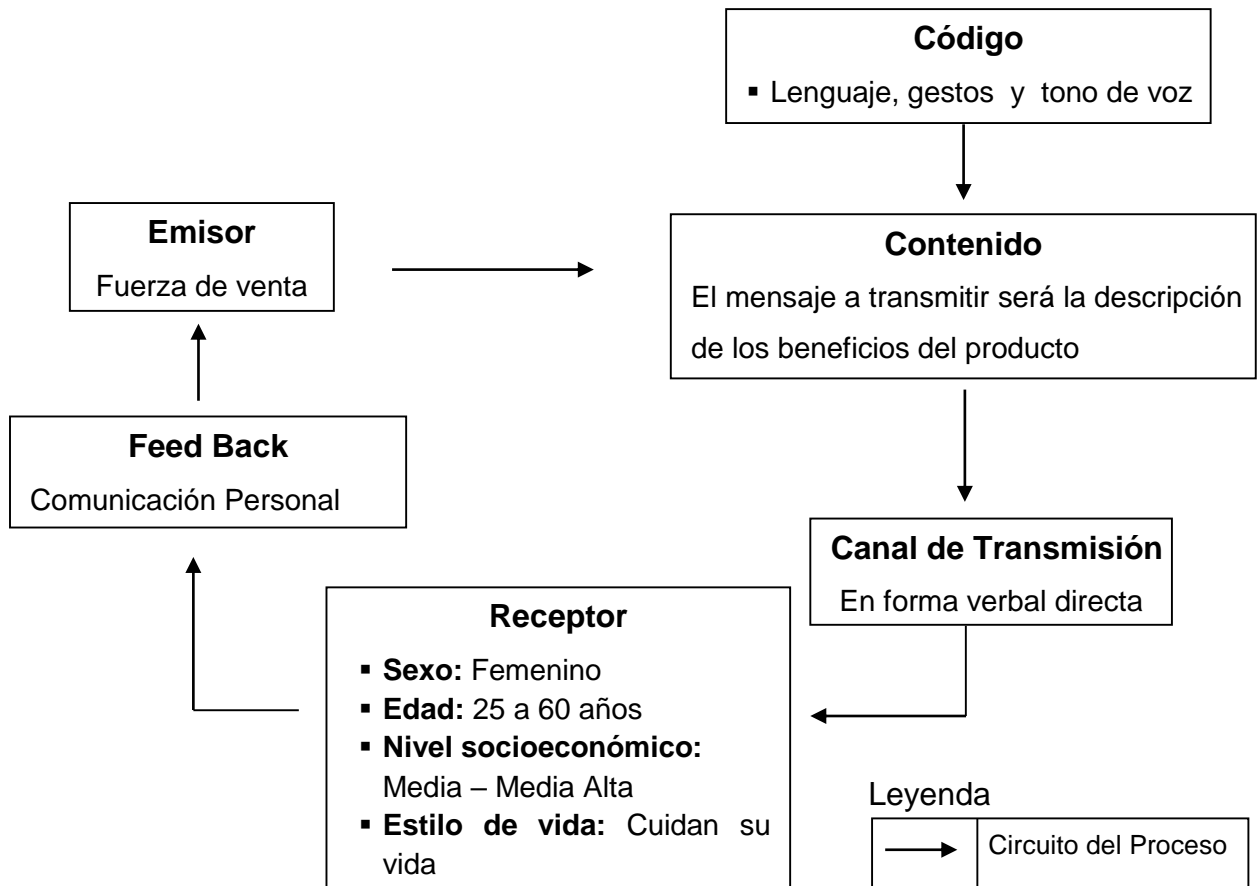 Código
▪ Lenguaje, gestos y tono de voz
Emisor
Fuerza de venta
Contenido
El mensaje a transmitir será la descripción
de los beneficios del producto
Feed Back
Comunicación Personal
Canal de Transmisión
En forma verbal directa
Receptor
▪ Sexo: Femenino
▪ Edad: 25 a 60 años
▪ Nivel socioeconómico:
Media – Media Alta
▪ Estilo de vida: Cuidan su
vida
Leyenda
Circuito del Proceso